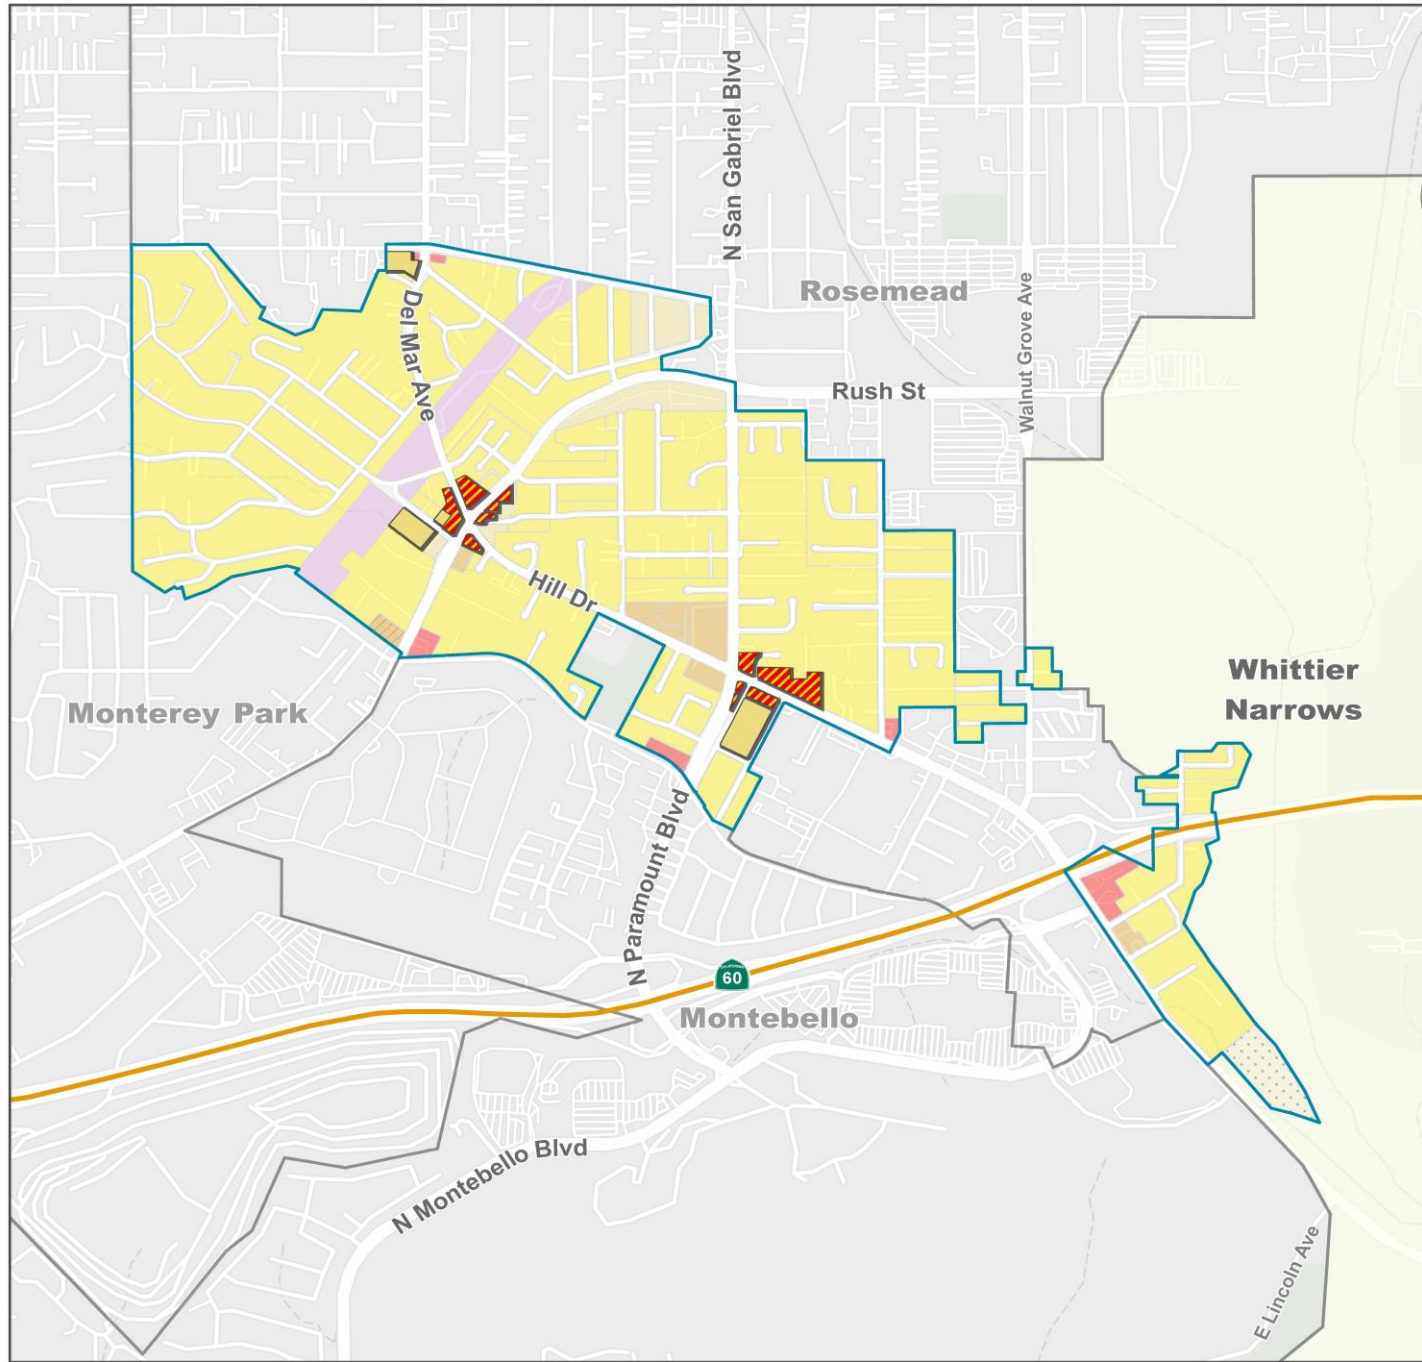 N San Gabriel Blvd
Rosemead
Walnut Grove Ave
Del Mar Ave
Rush St
Hill Dr
Whittier
Narrows
Monterey Park
N Paramount Blvd
CALIFORNIA
60
Montebello
N Montebello Blvd
E Lincoln Ave